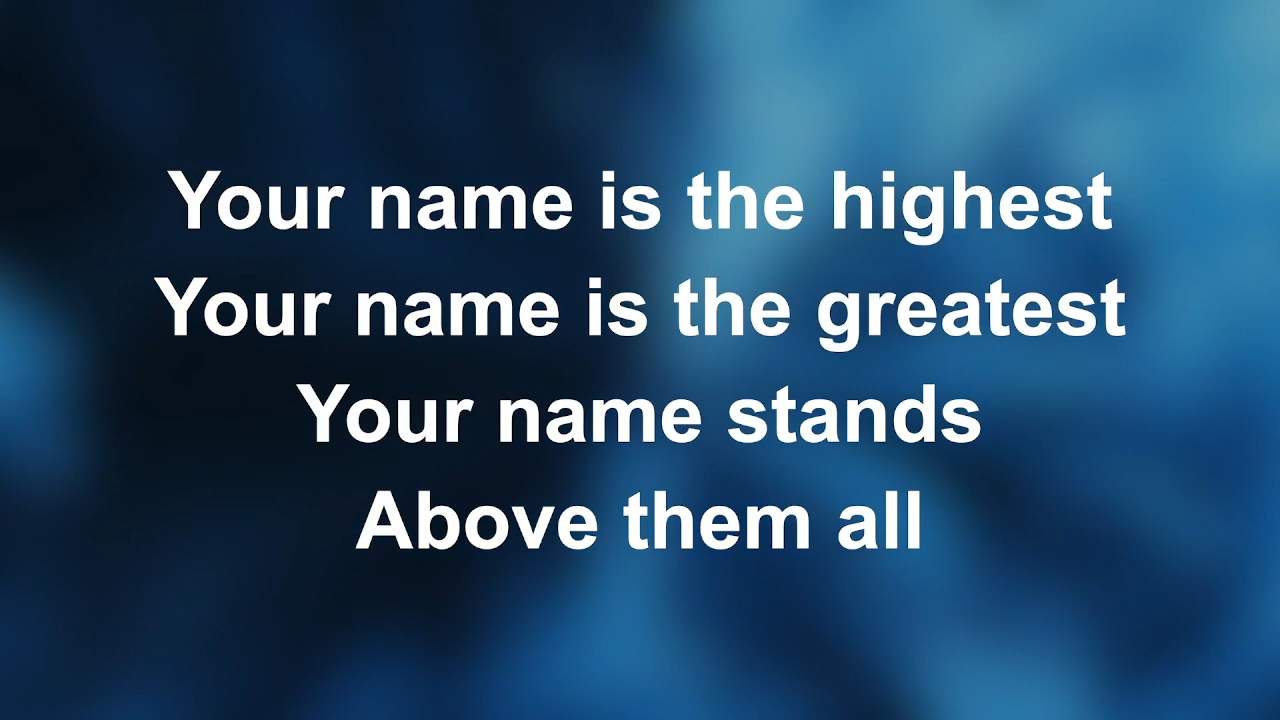 Your name is the highest
Your name is the greatest
Your name stands
Above them all